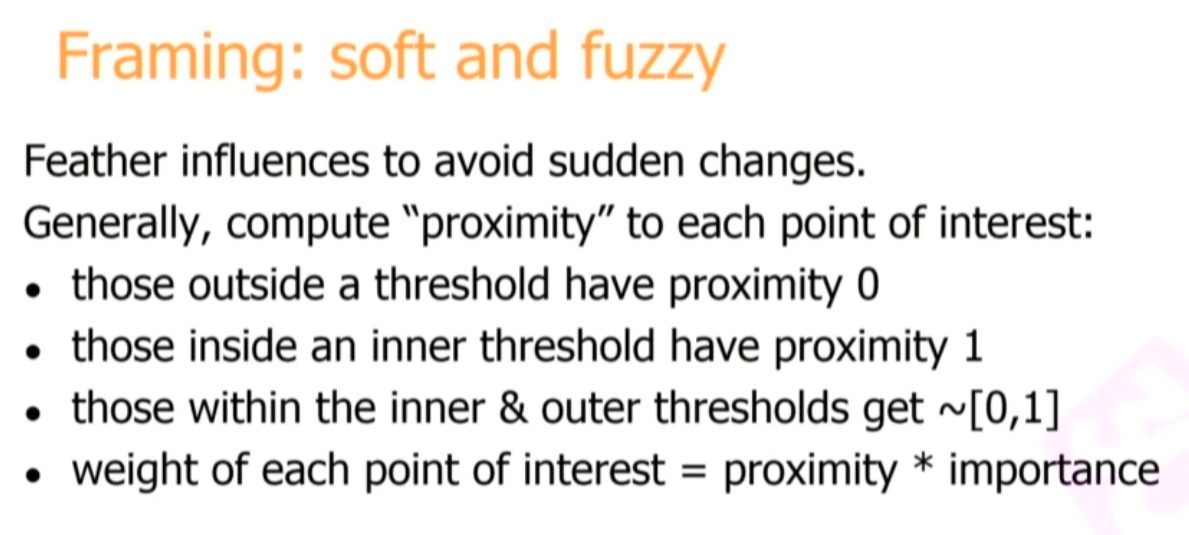 Framing: soft and fuzzy
Feather influences to avoid sudden changes.
Generally, compute “proximity” to each point of interest:
• those outside a threshold have proximity 0
• those inside an inner threshold have proximity 1
• those within the inner & outer thresholds get ~[0,1]
• weight of each point of interest = proximity * importance